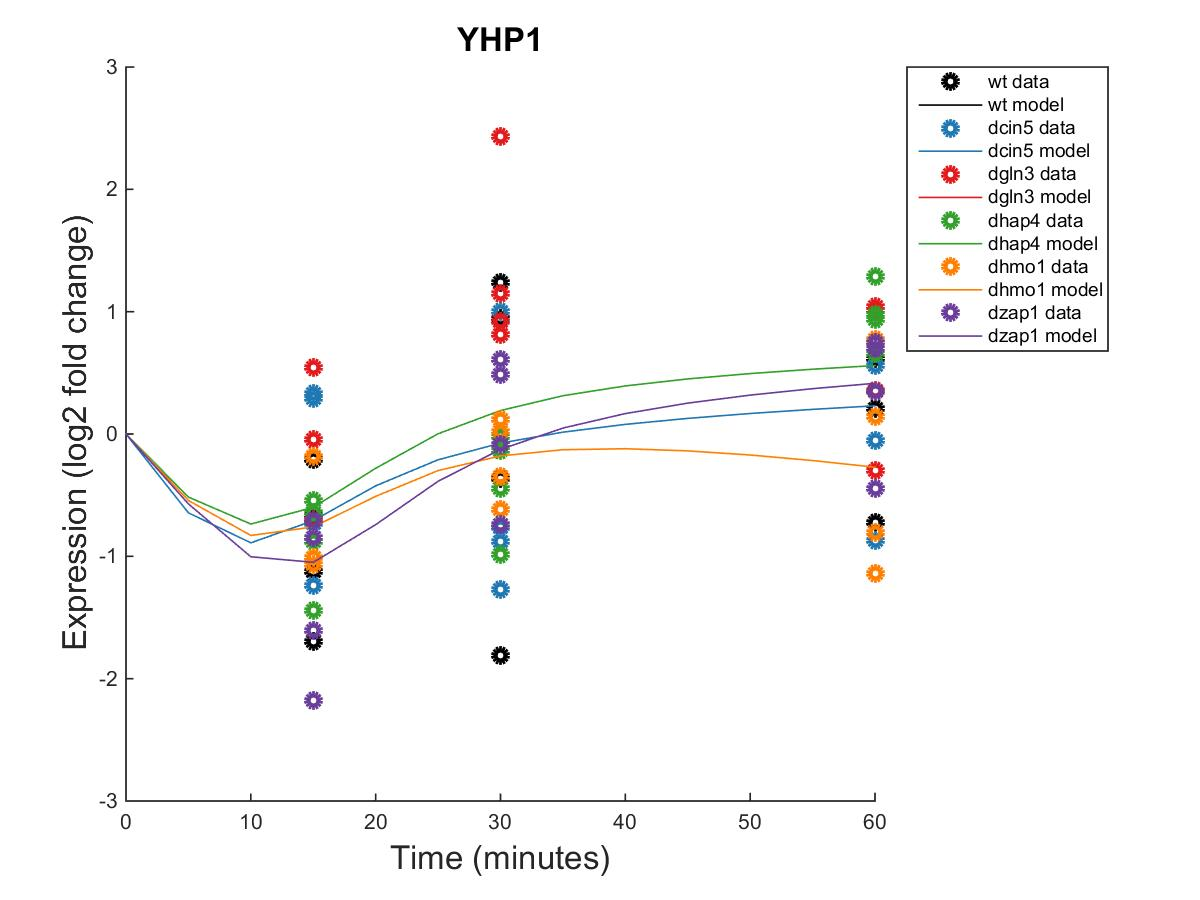 YHP1
3
2
1
0
-1
-2
-3
Expression (log2 fold change)
0 10 20 30 40 50 60
Time (minutes)
wt data
wt model
dcin5 data
dcin5 model
dgln3 data
dgln3 model
dhap4 data
dhap4 model
dhmo1 data
dhmo1 model
dzap1 data
dzap1 model